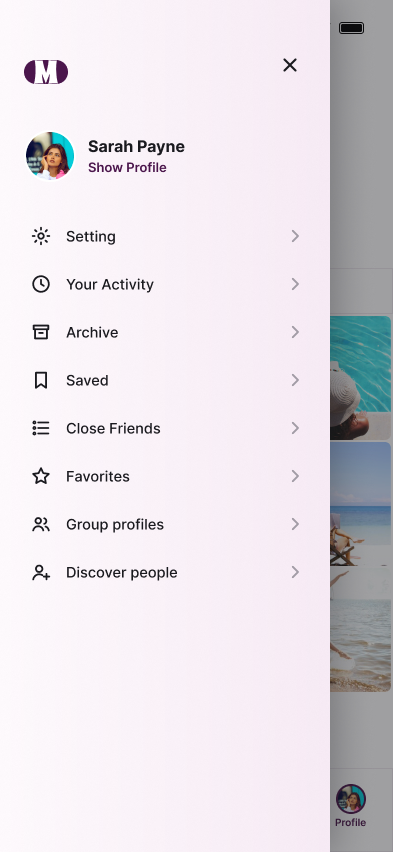 M
Sarah Payne
Show Profile
Setting
Your Activity
Archive
Saved
Close Friends
Favorites
Group profiles
Discover people
Profile